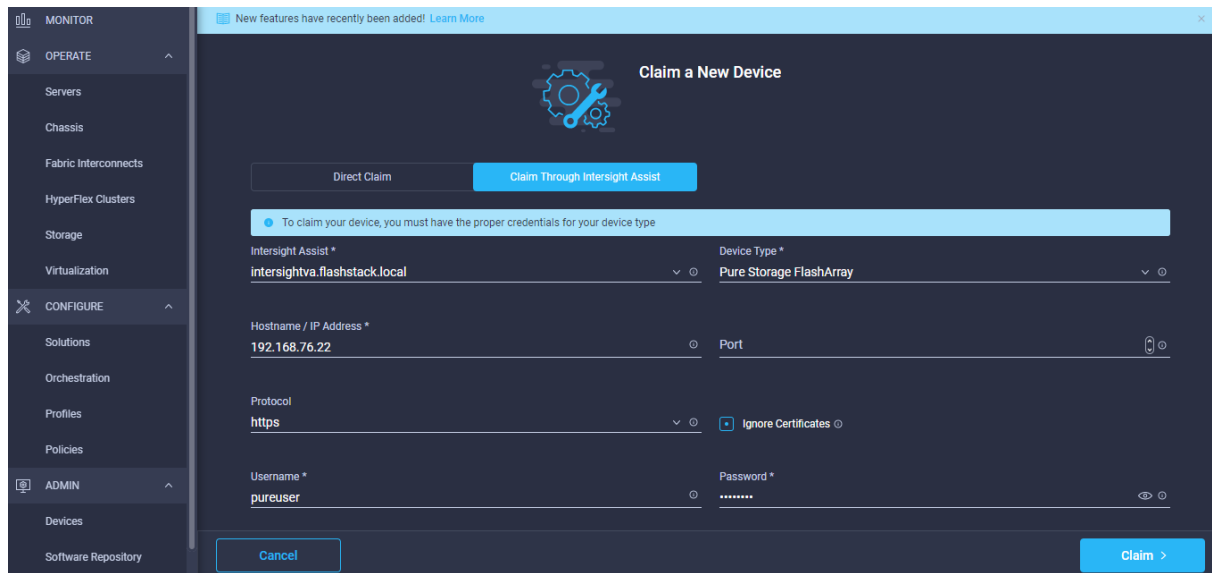 MONITOR
New features have recently been added! Learn More
OPERATE
Servers
Chassis
Fabric Interconnects
HyperFlex Clusters
Storage
Virtualization
CONFIGURE
Solutions
Orchestration
Profiles
Policies
ADMIN
Devices
Software Repository
Claim a New Device
Direct Claim
Claim Through Intersight Assist
To claim your device, you must have the proper credentials for your device type
Intersight Assist *
intersightva.flashstack.local
Device Type *
Pure Storage FlashArray
Hostname / IP Address *
192.168.76.22
Port
Protocol
https
Ignore Certificates
Username *
pureuser
Password *
••••••••
Cancel
Claim >